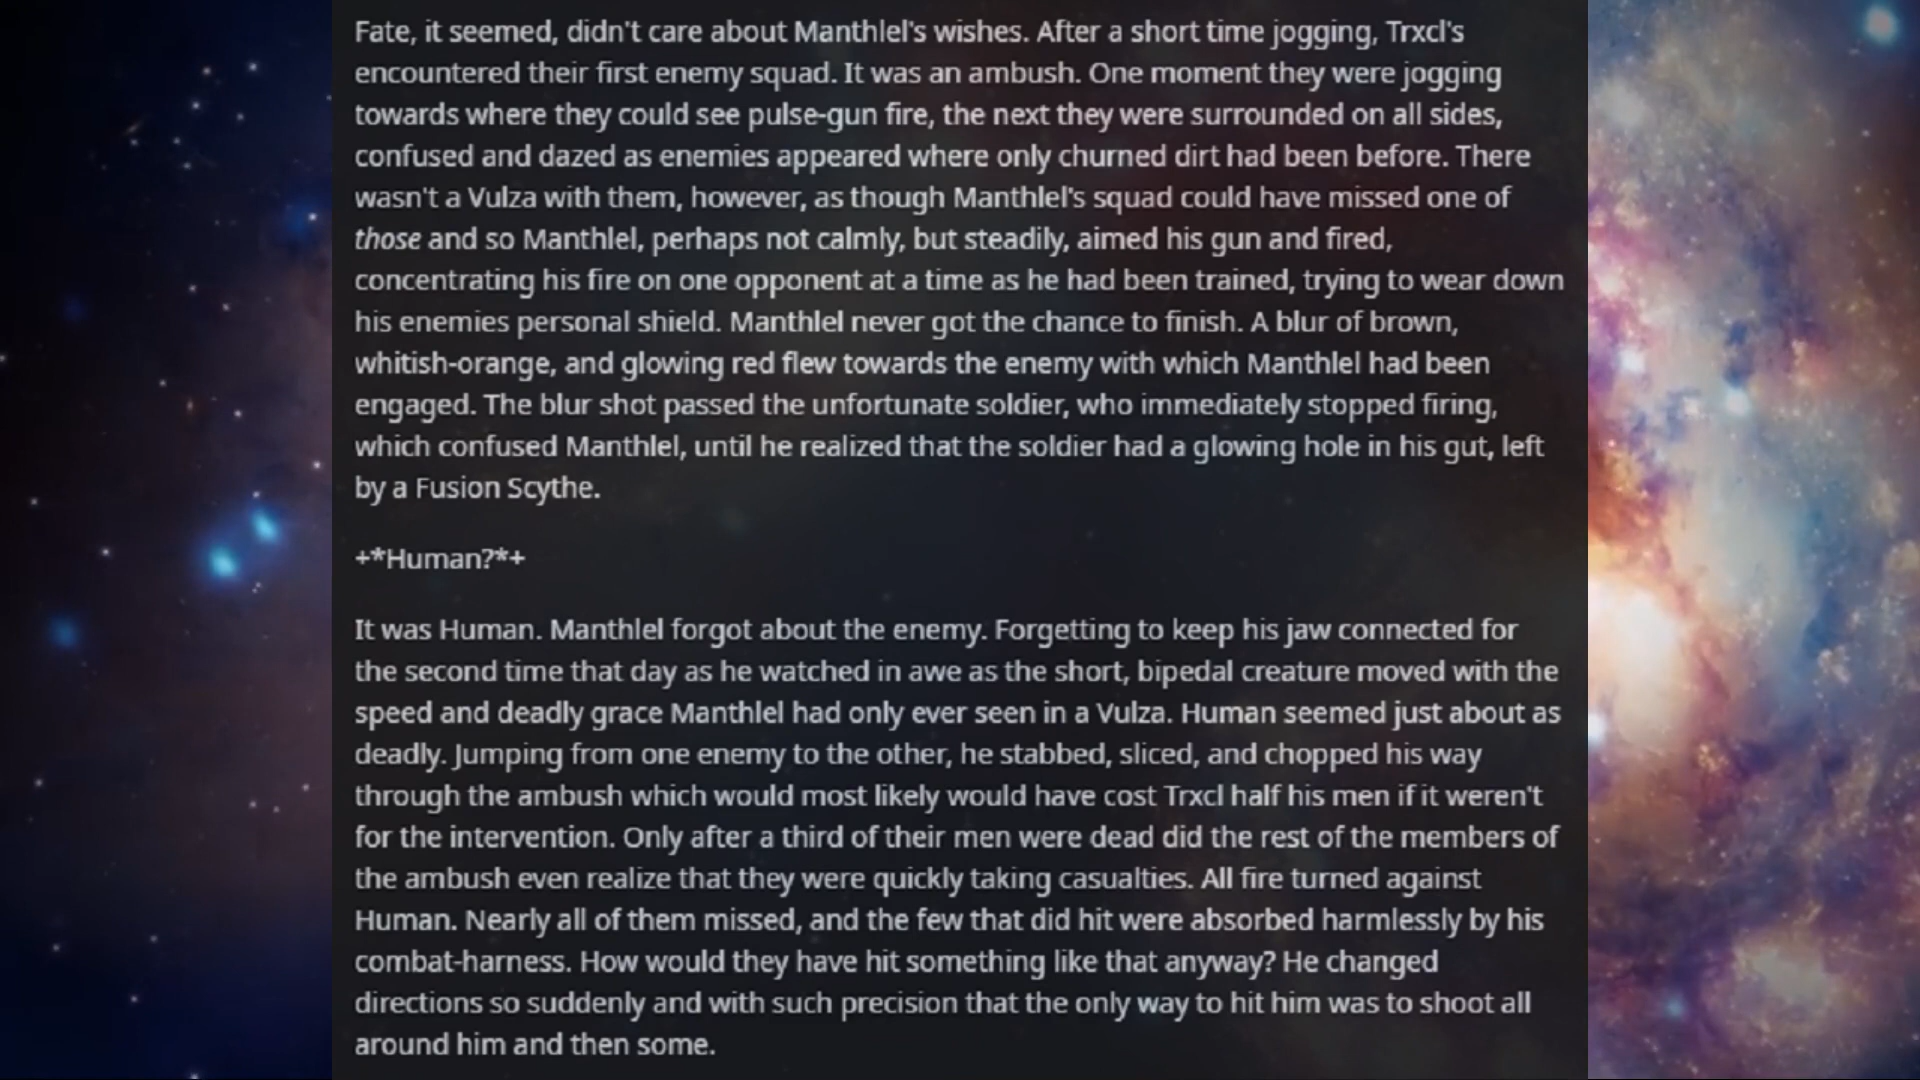 Fate, it seemed, didn't care about Manthlel's wishes. After a short time jogging, Trxcl's
encountered their first enemy squad. It was an ambush. One moment they were jogging
towards where they could see pulse-gun fire, the next they were surrounded on all sides,
confused and dazed as enemies appeared where only churned dirt had been before. There
wasn't a Vulza with them, however, as though Manthlel's squad could have missed one of
those and so Manthlel, perhaps not calmly, but steadily, aimed his gun and fired,
concentrating his fire on one opponent at a time as he had been trained, trying to wear down
his enemies personal shield. Manthlel never got the chance to finish. A blur of brown,
whitish-orange, and glowing red flew towards the enemy with which Manthlel had been
engaged. The blur shot passed the unfortunate soldier, who immediately stopped firing,
which confused Manthlel, until he realized that the soldier had a glowing hole in his gut, left
by a Fusion Scythe.
+*Human?*+
It was Human. Manthlel forgot about the enemy. Forgetting to keep his jaw connected for
the second time that day as he watched in awe as the short, bipedal creature moved with the
speed and deadly grace Manthlel had only ever seen in a Vulza. Human seemed just about as
deadly. Jumping from one enemy to the other, he stabbed, sliced, and chopped his way
through the ambush which would most likely would have cost Trxcl half his men if it weren't
for the intervention. Only after a third of their men were dead did the rest of the members of
the ambush even realize that they were quickly taking casualties. All fire turned against
Human. Nearly all of them missed, and the few that did hit were absorbed harmlessly by his
combat-harness. How would they have hit something like that anyway? He changed
directions so suddenly and with such precision that the only way to hit him was to shoot all
around him and then some.